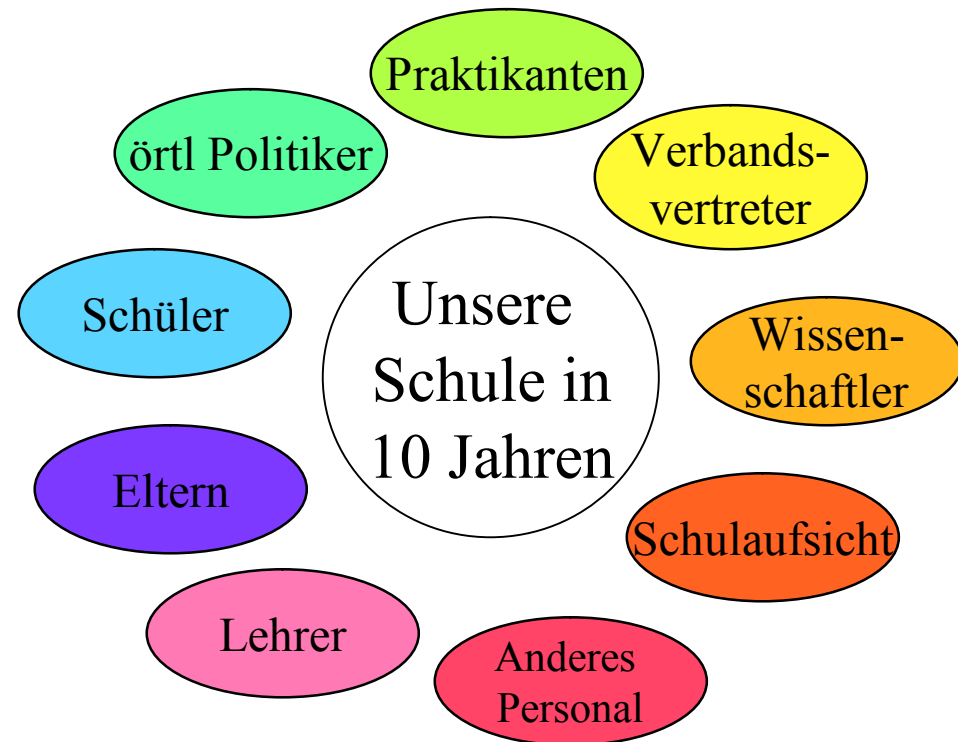 Praktikanten
örtl Politiker
Verbands-
vertreter
Schüler
Unsere
Schule in
10 Jahren
Wissen-
schaftler
Eltern
Schulaufsicht
Lehrer
Anderes
Personal